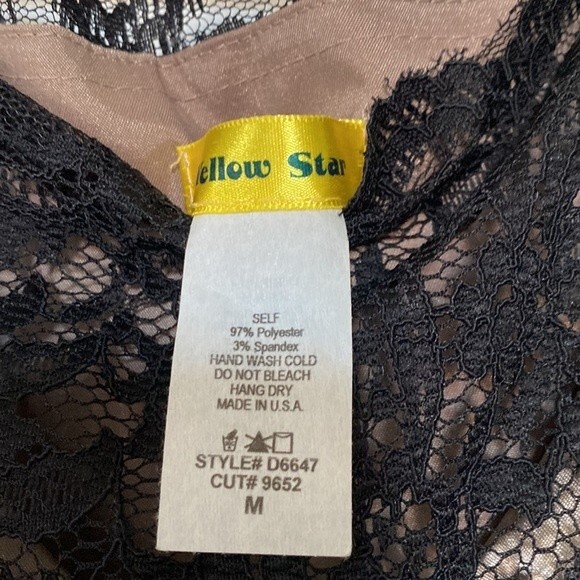 Yellow Star
SELF
97% Polyester
3% Spandex
HAND WASH COLD
DO NOT BLEACH
HANG DRY
MADE IN U.S.A.
STYLE# D6647
CUT# 9652
M